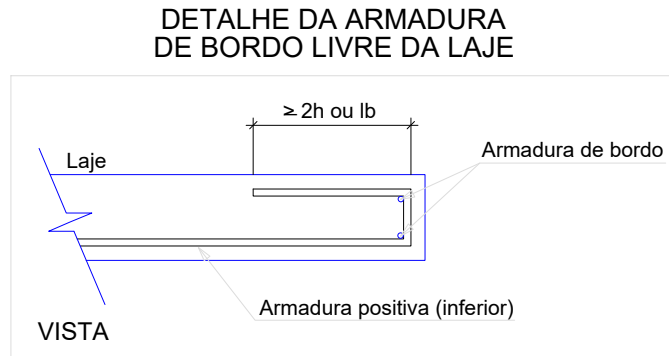 DETALHE DA ARMADURA
DE BORDO LIVRE DA LAJE
≥ 2h ou lb
Laje
Armadura de bordo
Armadura positiva (inferior)
VISTA